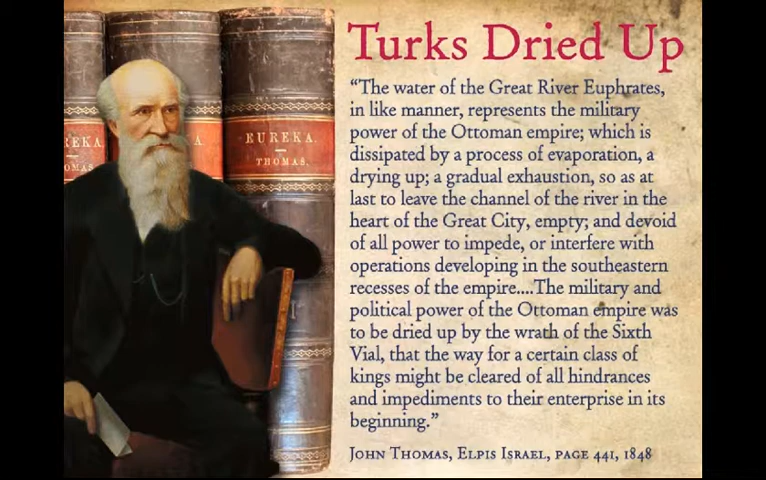 Turks Dried Up
“The water of the Great River Euphrates,
in like manner, represents the military
power of the Ottoman empire; which is
dissipated by a process of evaporation, a
drying up; a gradual exhaustion, so as at
last to leave the channel of the river in the
heart of the Great City, empty; and devoid
of all power to impede, or interfere with
operations developing in the southeastern
recesses of the empire....The military and
political power of the Ottoman empire was
to be dried up by the wrath of the Sixth
Vial, that the way for a certain class of
kings might be cleared of all hindrances
and impediments to their enterprise in its
beginning.”
John Thomas, Elpis Israel, page 441, 1848
REKA.
OMAS.
A.
EUREKA.
THOMAS.